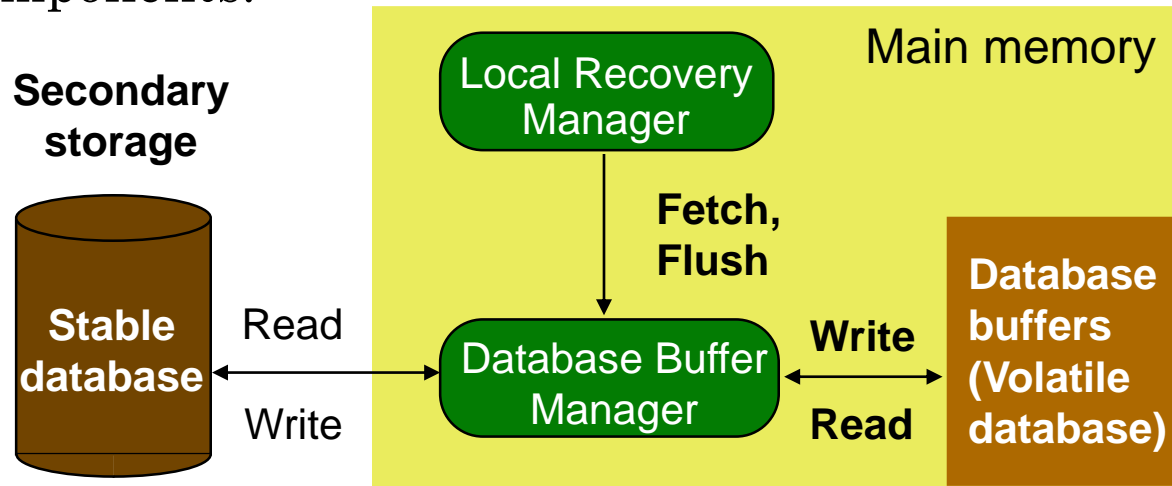 mponents.
Main memory
Secondary
storage
Local Recovery
Manager
Fetch,
Flush
Stable
database
Read
Write
Database Buffer
Manager
Write
Read
Database
buffers
(Volatile
database)